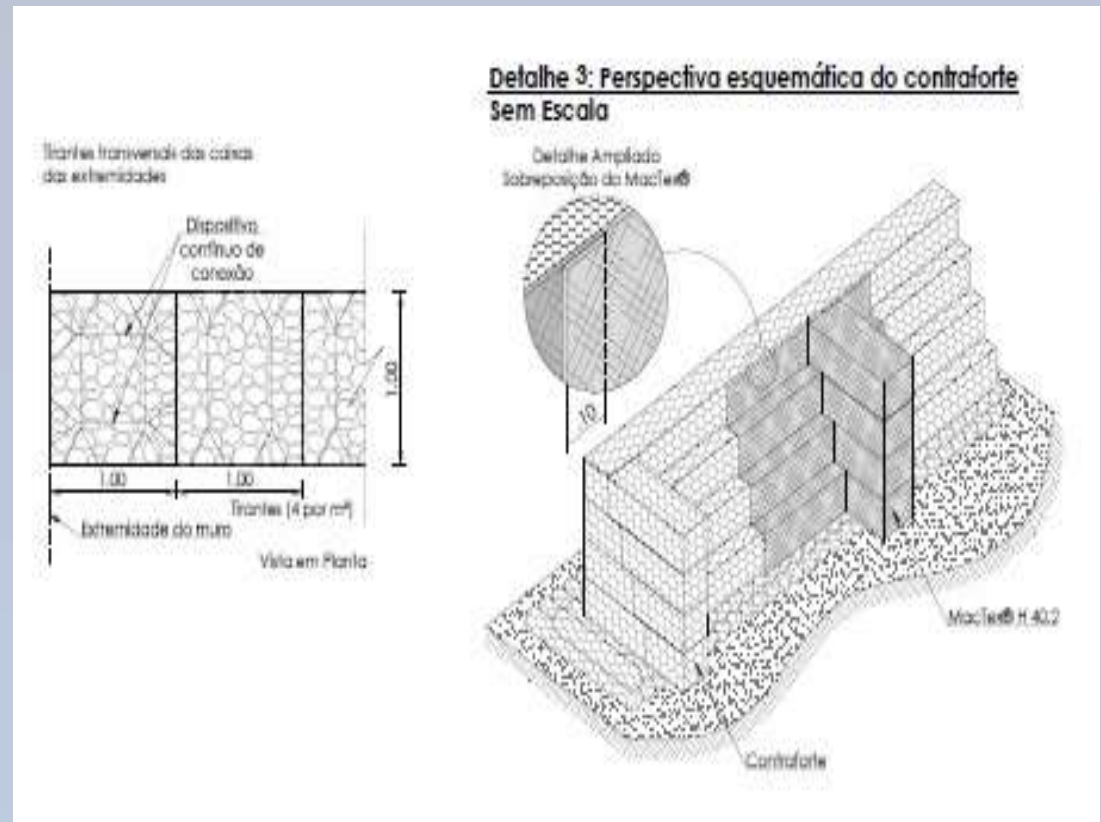 Detalhe 3: Perspectiva esquemática do contraforte
Sem Escala
Tirantes transversais das caixas
das extremidades
Dispositivo
contínuo de
conexão
1.00
1.00
1.00
Tirantes (4 por m²)
Extremidade do muro
Vista em Planta
Detalhe Ampliado
Sobreposição do MacTex®
10
MacTex® H 40.2
Contraforte